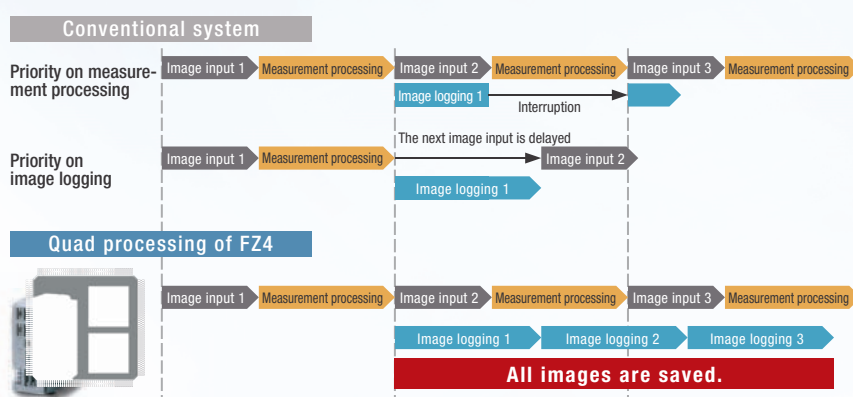 Conventional system
Priority on measure-
ment processing
Image input 1
Measurement processing
Image input 2
Measurement processing
Image input 3
Measurement processing
Image logging 1
Interruption
Priority on
image logging
Image input 1
Measurement processing
The next image input is delayed
Image input 2
Image logging 1
Quad processing of FZ4
Image input 1
Measurement processing
Image input 2
Measurement processing
Image input 3
Measurement processing
Image logging 1
Image logging 2
Image logging 3
All images are saved.